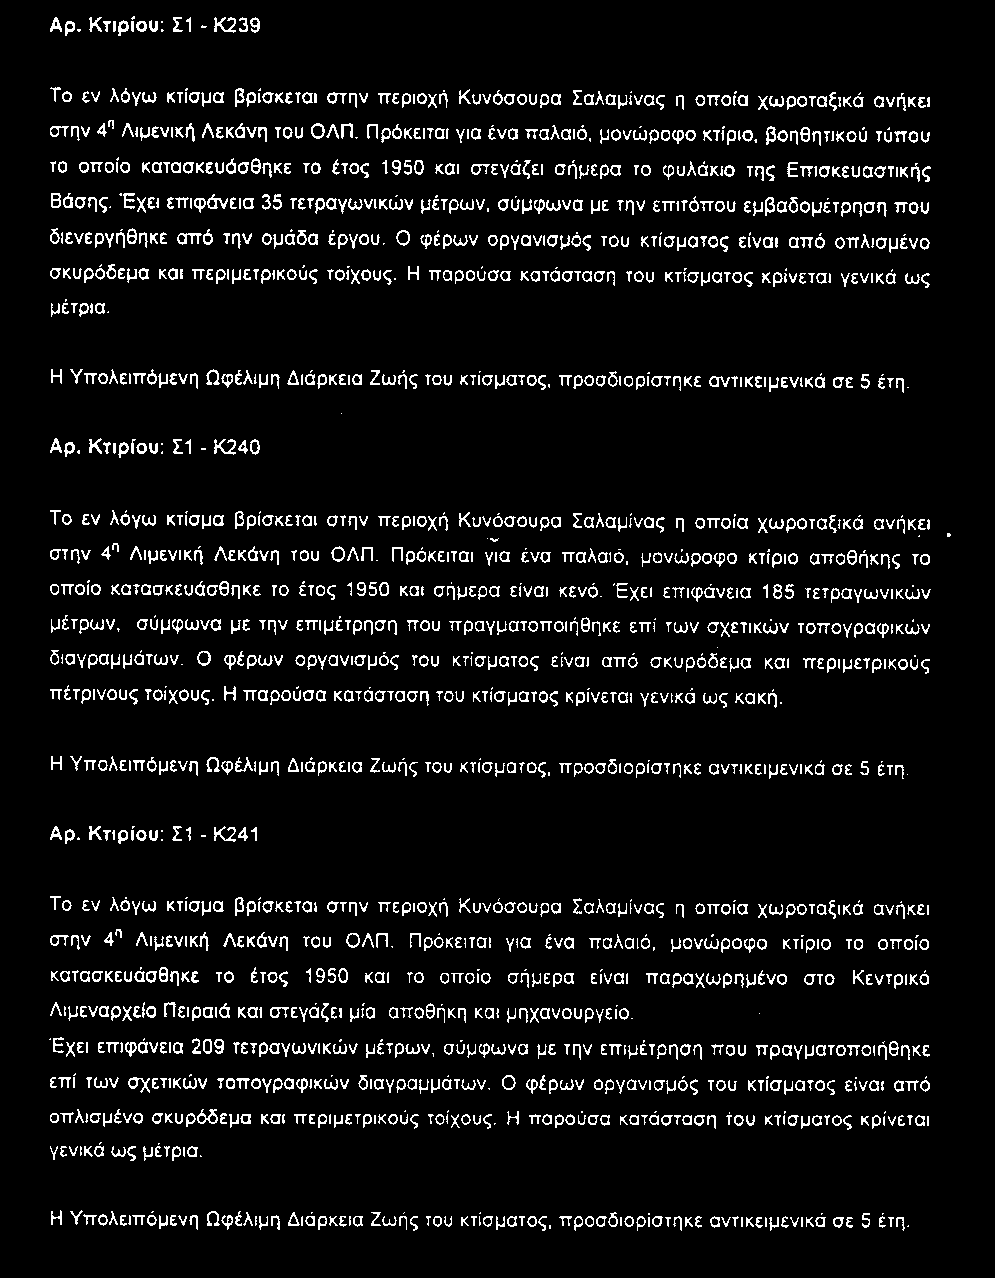 Αρ. Κτιρίου: Σ1 - Κ239
Το εν λόγω κτίσμα βρίσκεται στην περιοχή Κυνόσουρα Σαλαμίνας η οποία χωροταξικά ανήκει
στην 4η Λιμενική Λεκάνη του ΟΛΠ. Πρόκειται για ένα παλαιό, μονώροφο κτίριο, βοηθητικού τύπου
το οποίο κατασκευάσθηκε το έτος 1950 και στεγάζει σήμερα το φυλάκιο της Επισκευαστικής
Βάσης. Έχει επιφάνεια 35 τετραγωνικών μέτρων, σύμφωνα με την επιτόπου εμβαδομέτρηση που
διενεργήθηκε από την ομάδα έργου. Ο φέρων οργανισμός του κτίσματος είναι από οπλισμένο
σκυρόδεμα και περιμετρικούς τοίχους. Η παρούσα κατάσταση του κτίσματος κρίνεται γενικά ως
μέτρια.
Η Υπολειπόμενη Ωφέλιμη Διάρκεια Ζωής του κτίσματος, προσδιορίστηκε αντικειμενικά σε 5 έτη.
Αρ. Κτιρίου: Σ1 - Κ240
Το εν λόγω κτίσμα βρίσκεται στην περιοχή Κυνόσουρα Σαλαμίνας η οποία χωροταξικά ανήκει
στην 4η Λιμενική Λεκάνη του ΟΛΠ. Πρόκειται για ένα παλαιό, μονώροφο κτίριο αποθήκης το
οποίο κατασκευάσθηκε το έτος 1950 και σήμερα είναι κενό. Έχει επιφάνεια 185 τετραγωνικών
μέτρων, σύμφωνα με την επιμέτρηση που πραγματοποιήθηκε επί των σχετικών τοπογραφικών
διαγραμμάτων. Ο φέρων οργανισμός του κτίσματος είναι από σκυρόδεμα και περιμετρικούς
πέτρινους τοίχους. Η παρούσα κατάσταση του κτίσματος κρίνεται γενικά ως κακή.
Η Υπολειπόμενη Ωφέλιμη Διάρκεια Ζωής του κτίσματος, προσδιορίστηκε αντικειμενικά σε 5 έτη.
Αρ. Κτιρίου: Σ1 - Κ241
Το εν λόγω κτίσμα βρίσκεται στην περιοχή Κυνόσουρα Σαλαμίνας η οποία χωροταξικά ανήκει
στην 4η Λιμενική Λεκάνη του ΟΛΠ. Πρόκειται για ένα παλαιό, μονώροφο κτίριο το οποίο
κατασκευάσθηκε το έτος 1950 και το οποίο σήμερα είναι παραχωρημένο στο Κεντρικό
Λιμεναρχείο Πειραιά και στεγάζει μία αποθήκη και μηχανουργείο.
Έχει επιφάνεια 209 τετραγωνικών μέτρων, σύμφωνα με την επιμέτρηση που πραγματοποιήθηκε
επί των σχετικών τοπογραφικών διαγραμμάτων. Ο φέρων οργανισμός του κτίσματος είναι από
οπλισμένο σκυρόδεμα και περιμετρικούς τοίχους. Η παρούσα κατάσταση του κτίσματος κρίνεται
γενικά ως μέτρια.
Η Υπολειπόμενη Ωφέλιμη Διάρκεια Ζωής του κτίσματος, προσδιορίστηκε αντικειμενικά σε 5 έτη.